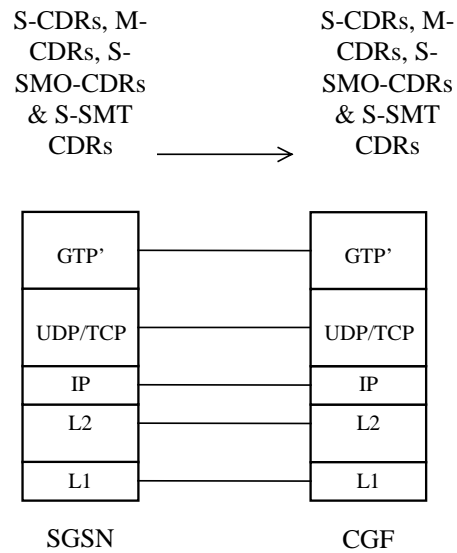 S-CDRs, M-
CDRs, S-
SMO-CDRs
& S-SMT
CDRs
S-CDRs, M-
CDRs, S-
SMO-CDRs
& S-SMT
CDRs
GTP’
GTP’
UDP/TCP
UDP/TCP
IP
IP
L2
L2
L1
L1
SGSN
CGF